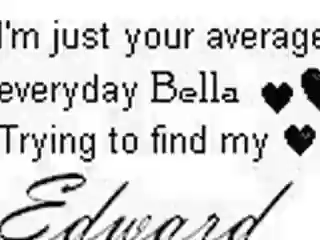 I'm just your average
everyday Bella ♥♥
Trying to find my ♥
Edward